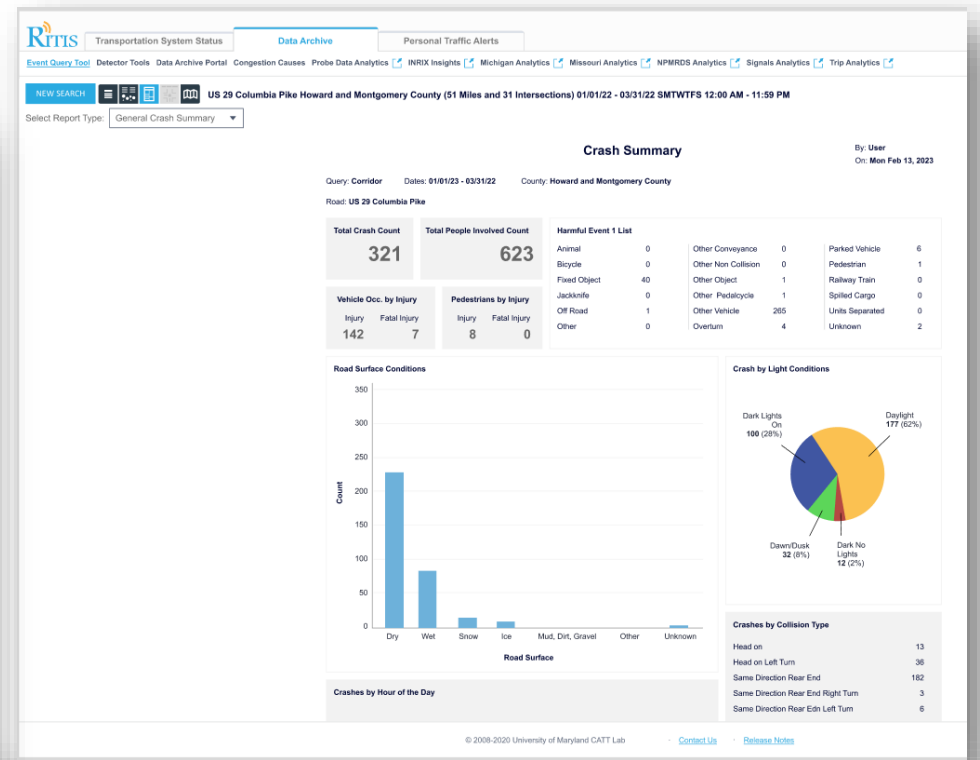 RITIS
Transportation System Status
Data Archive
Personal Traffic Alerts
Event Query Tool Detector Tools Data Archive Portal Congestion Causes Probe Data Analytics INRIX Insights Michigan Analytics Missouri Analytics NPMRDS Analytics Signals Analytics Trip Analytics
NEW SEARCH
US 29 Columbia Pike Howard and Montgomery County (51 Miles and 31 Intersections) 01/01/22 - 03/31/22 SMTWTFS 12:00 AM - 11:59 PM
Select Report Type: General Crash Summary
Crash Summary
By: User
On: Mon Feb 13, 2023
Query: Corridor Dates: 01/01/23 - 03/31/22 County: Howard and Montgomery County
Road: US 29 Columbia Pike
Total Crash Count
321
Total People Involved Count
623
Vehicle Occ. by Injury
Injury Fatal Injury
142 7
Pedestrians by Injury
Injury Fatal Injury
8 0
Harmful Event 1 List
Animal 0 Other Conveyance 0 Parked Vehicle 6
Bicycle 0 Other Non Collision 0 Pedestrian 1
Fixed Object 40 Other Object 1 Railway Train 0
Jackknife 0 Other Pedalcycle 1 Spilled Cargo 0
Off Road 1 Other Vehicle 265 Units Separated 0
Other 0 Overturn 4 Unknown 2
Road Surface Conditions
350
300
250
200
150
100
50
0
Count
Dry Wet Snow Ice Mud, Dirt, Gravel Other Unknown
Road Surface
Crash by Light Conditions
Dark Lights
On
100 (28%)
Daylight
177 (62%)
Dawn/Dusk
32 (8%)
Dark No
Lights
12 (2%)
Crashes by Collision Type
Head on 13
Head on Left Turn 36
Same Direction Rear End 182
Same Direction Rear End Right Turn 3
Same Direction Rear Edn Left Turn 6
Crashes by Hour of the Day
© 2008-2020 University of Maryland CATT Lab · Contact Us · Release Notes